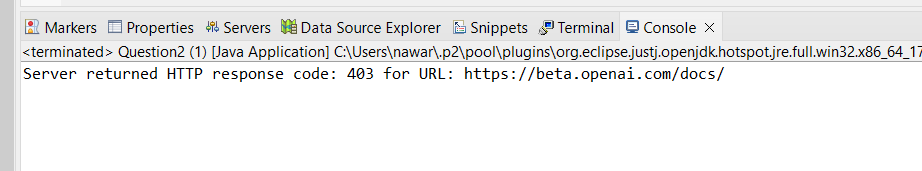 Markers Properties Servers Data Source Explorer Snippets Terminal Console
<terminated> Question2 (1) [Java Application] C:\Users\nawar\.p2\pool\plugins\org.eclipse.justj.openjdk.hotspot.jre.full.win32.x86_64_17
Server returned HTTP response code: 403 for URL: https://beta.openai.com/docs/